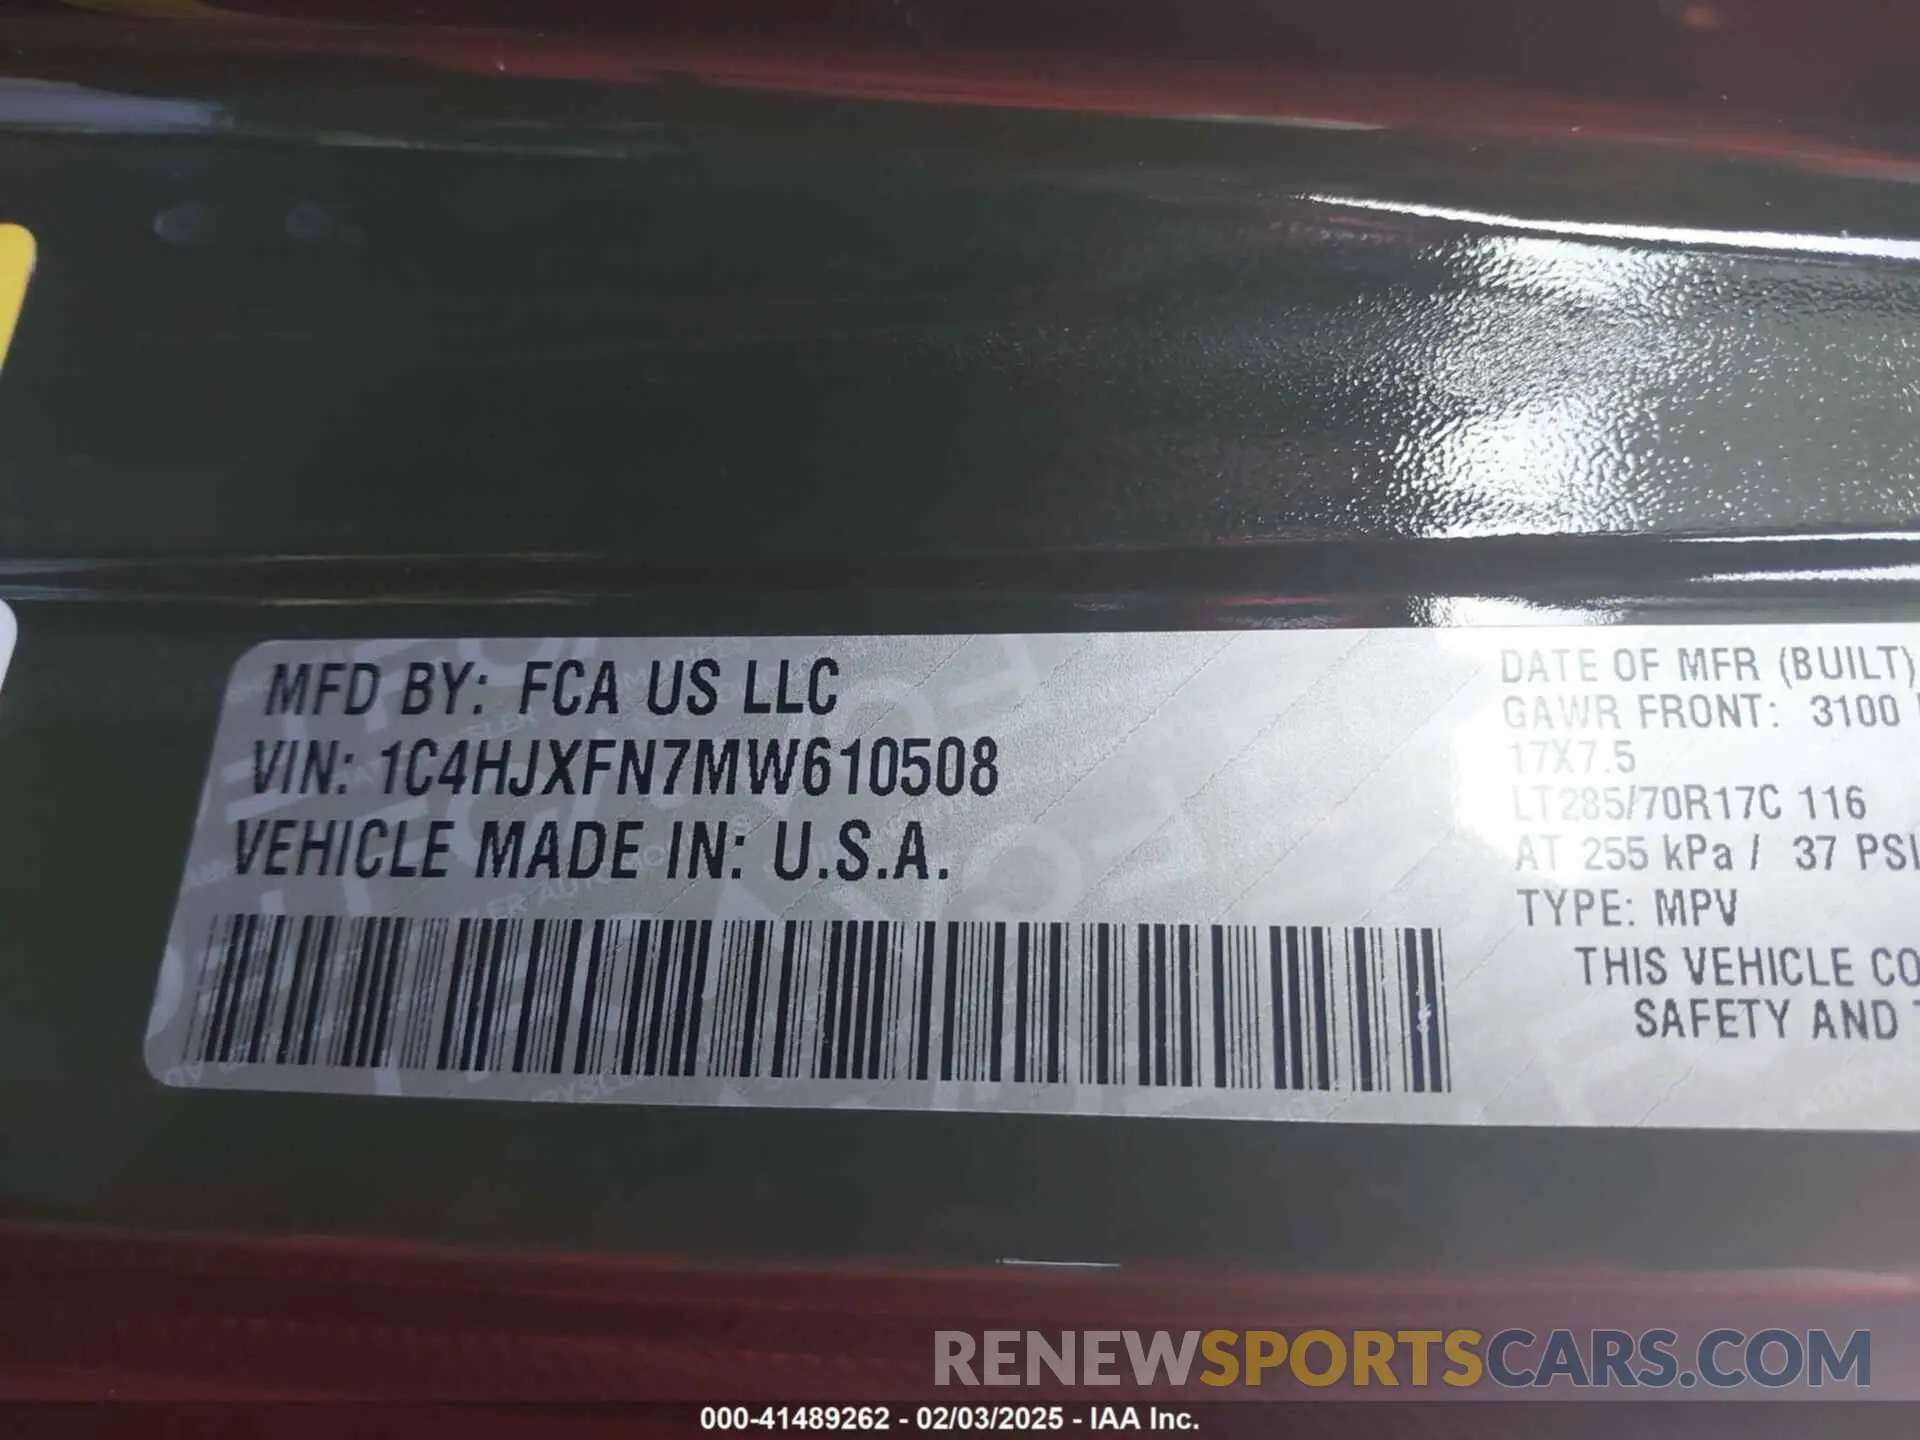 MFD BY: FCA US LLC
VIN: 1C4HJXFN7MW610508
VEHICLE MADE IN: U.S.A.
DATE OF MFR (BUILT)
GAWR FRONT: 3100
17X7.5
LT285/70R17C 116
AT 255 kPa / 37 PSI
TYPE: MPV
THIS VEHICLE CO
SAFETY AND
RENEWSPORTSCARS.COM
000-41489262 - 02/03/2025 - IAA Inc.